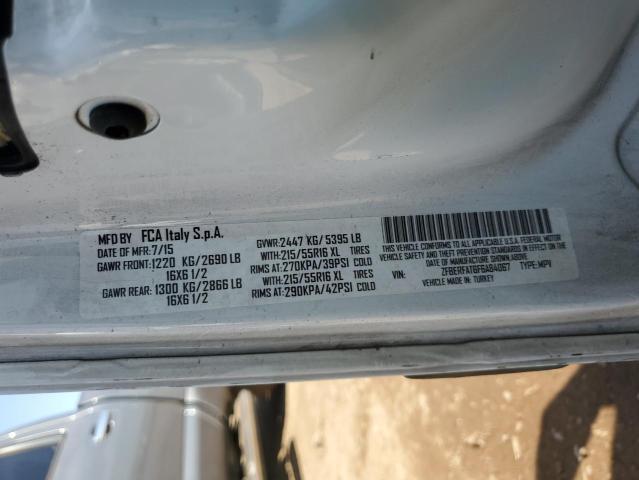 MFD BY FCA Italy S.p.A.
DATE OF MFR: 7/15
GAWR FRONT: 1220 KG/2690 LB
16X6 1/2
GAWR REAR: 1300 KG/2866 LB
16X6 1/2
GVWR: 2447 KG/5395 LB
WITH: 215/55R16 XL TIRES
RIMS AT: 270KPA/39PSI COLD
WITH: 215/55R16 XL TIRES
RIMS AT: 290KPA/42PSI COLD
THIS VEHICLE CONFORMS TO ALL APPLICABLE U.S.A. FEDERAL MOTOR
VEHICLE SAFETY AND THEFT PREVENTION STANDARDS IN EFFECT
ON THE DATE OF MANUFACTURE SHOWN ABOVE.
VIN: ZFBERFAT6F6A84067 TYPE: MPV
VEHICLE MADE IN: TURKEY